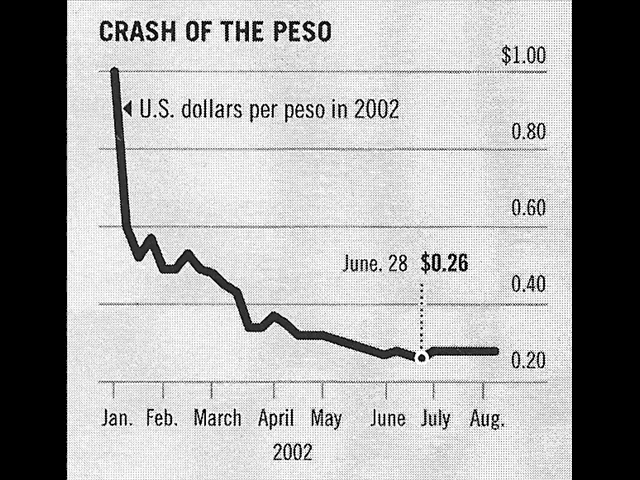 CRASH OF THE PESO
$1.00
U.S. dollars per peso in 2002
0.80
0.60
June. 28 $0.26
0.40
0.20
Jan. Feb. March April May June July Aug.
2002